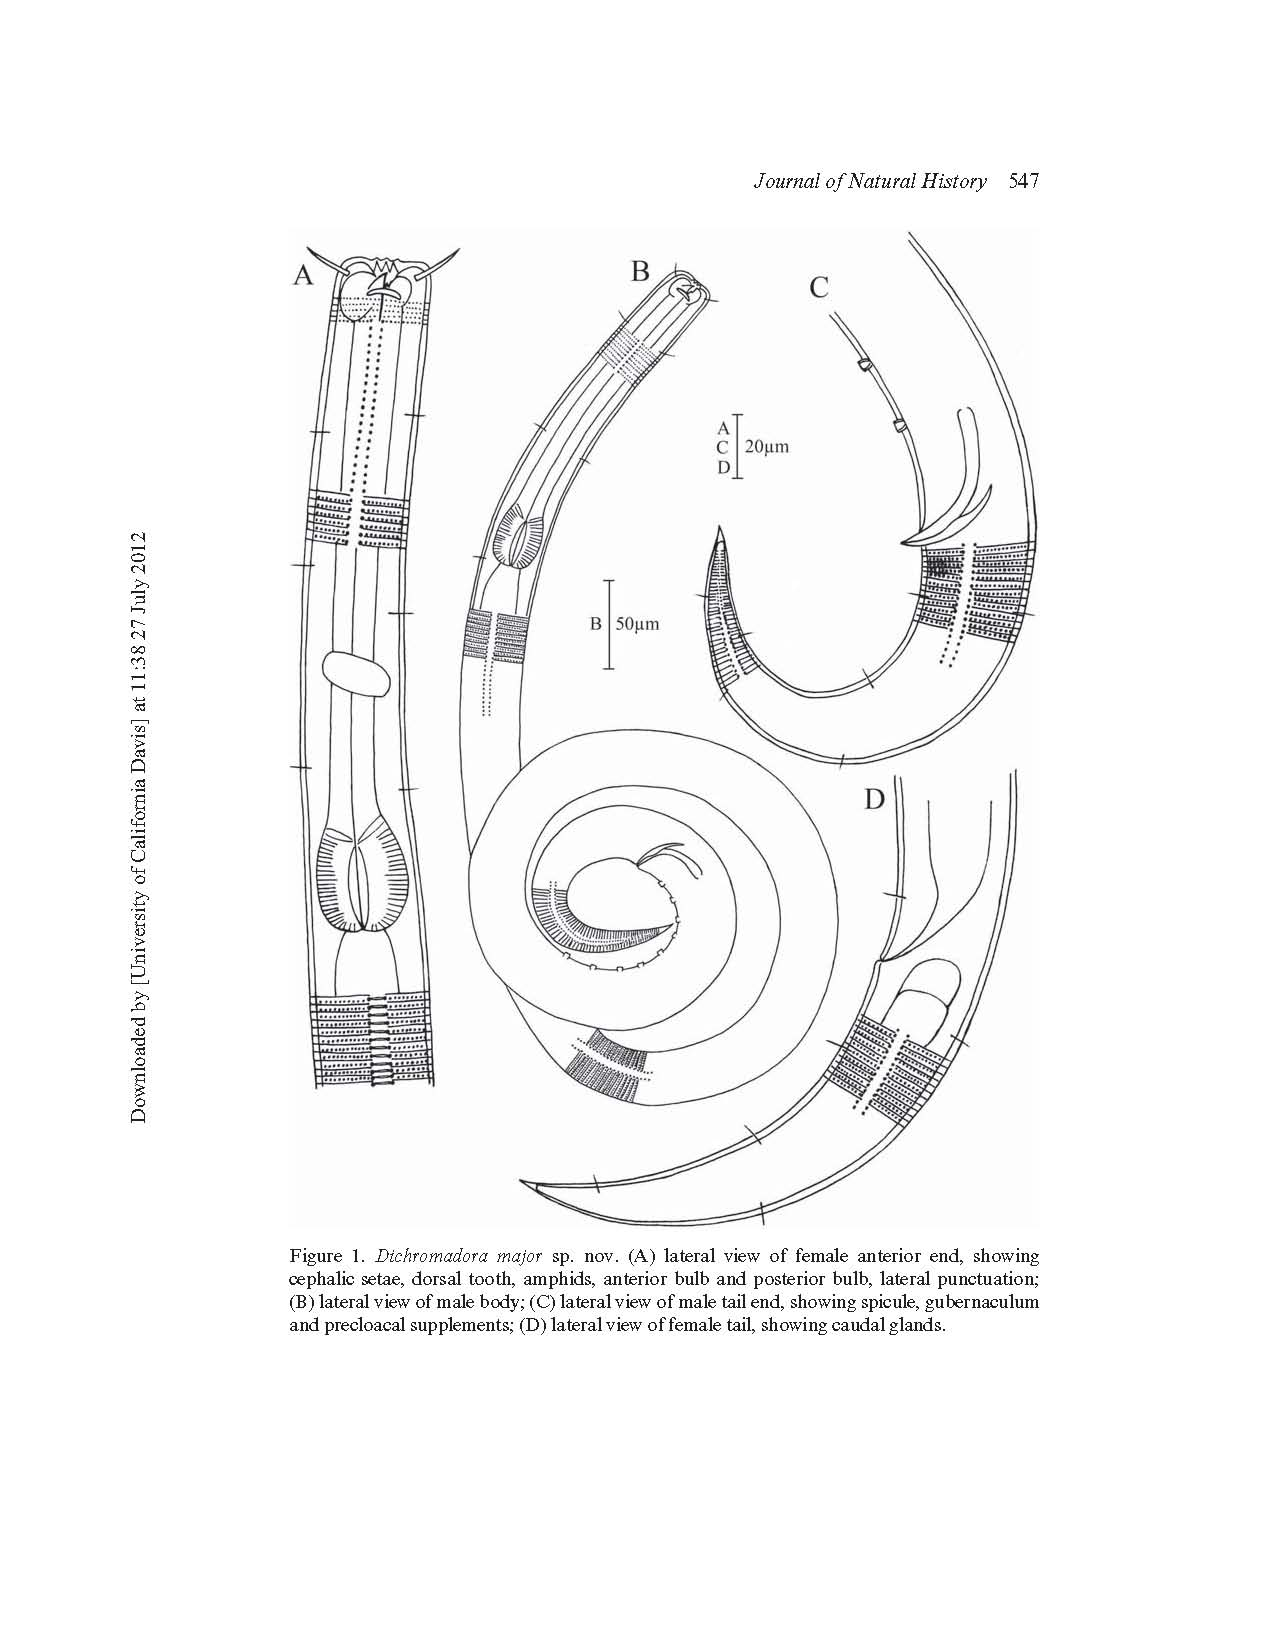 Journal of Natural History 547
A
B
C
A
C 20µm
D
B 50µm
D
Figure 1. Dichromadora major sp. nov. (A) lateral view of female anterior end, showing
cephalic setae, dorsal tooth, amphids, anterior bulb and posterior bulb, lateral punctuation;
(B) lateral view of male body; (C) lateral view of male tail end, showing spicule, gubernaculum
and precloacal supplements; (D) lateral view of female tail, showing caudal glands.
Downloaded by [University of California Davis] at 11:38 27 July 2012